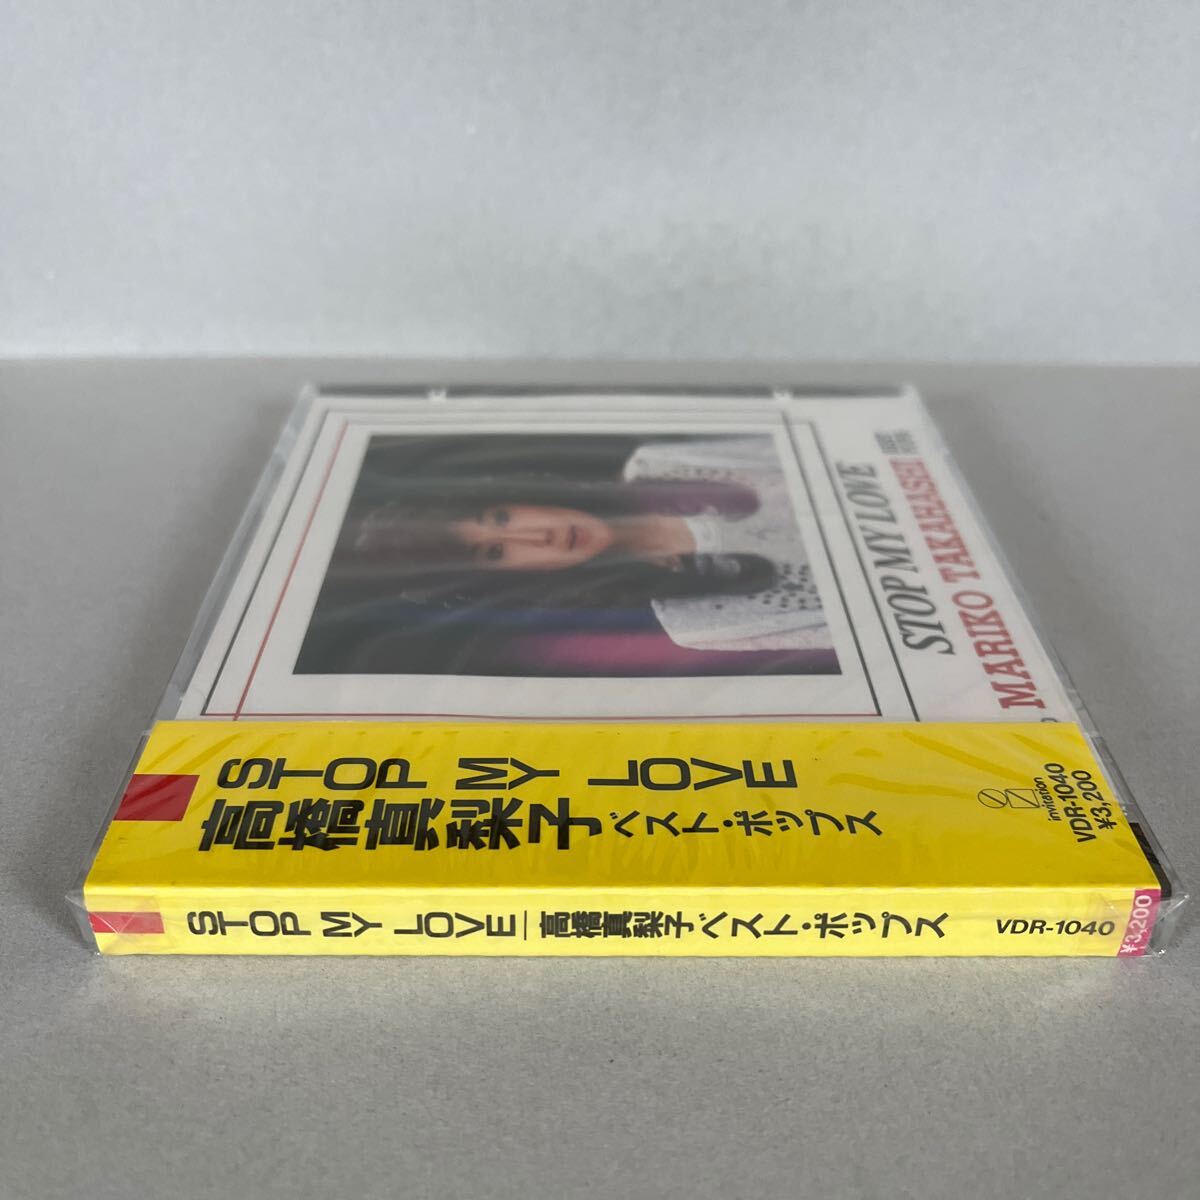 STOP MY LOVE
MARIKO TAKAHASHI
STOP MY LOVE
高橋真梨子ベスト・ポップス
invitation
VDR-1040
¥3,200
STOP MY LOVE 高橋真梨子ベスト・ポップス VDR-1040 ¥3,200